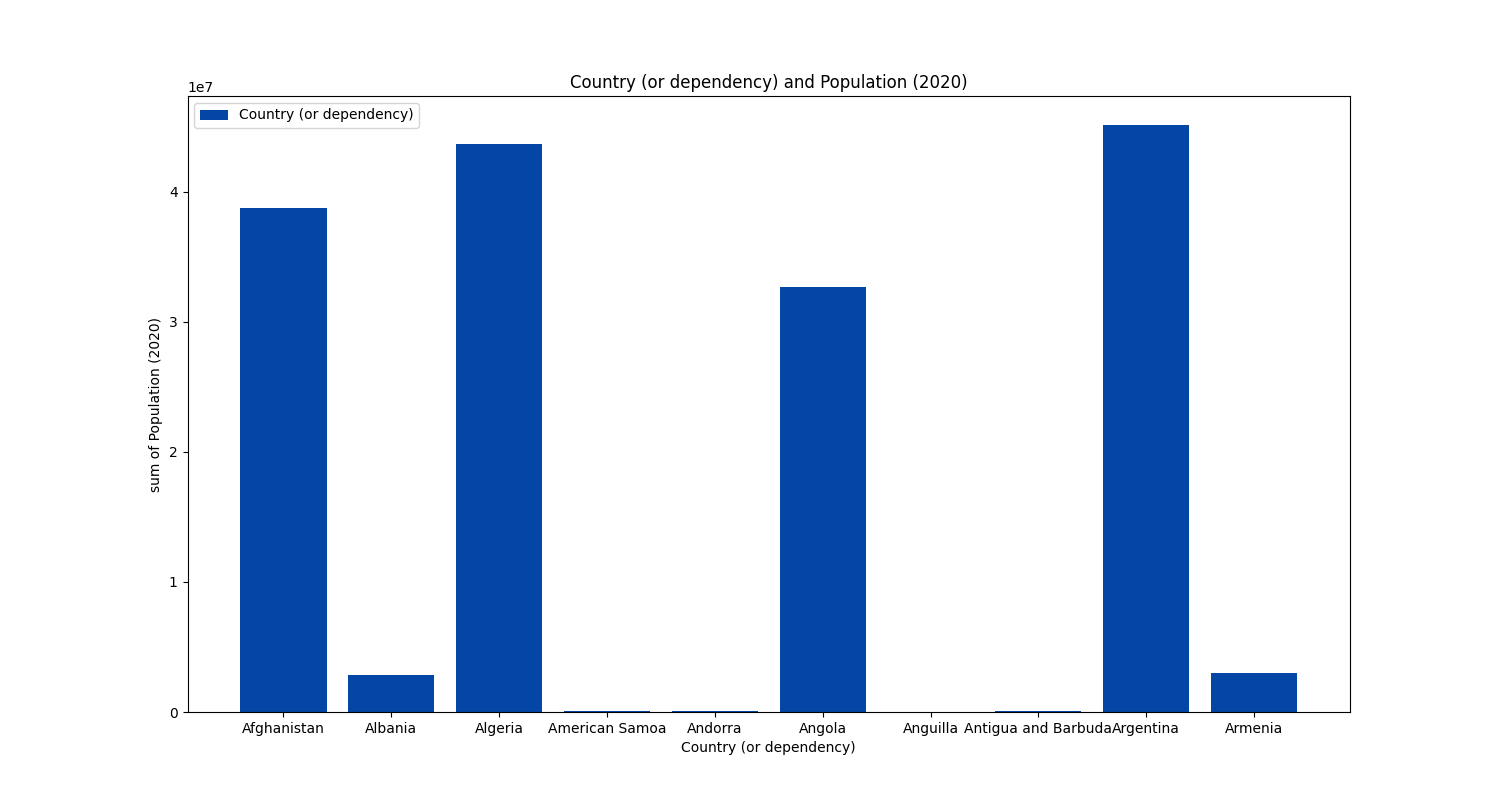 Country (or dependency) and Population (2020)
1e7
Country (or dependency)
4
3
2
1
0
sum of Population (2020)
Afghanistan Albania Algeria American Samoa Andorra Angola Anguilla Antigua and Barbuda Argentina Armenia
Country (or dependency)